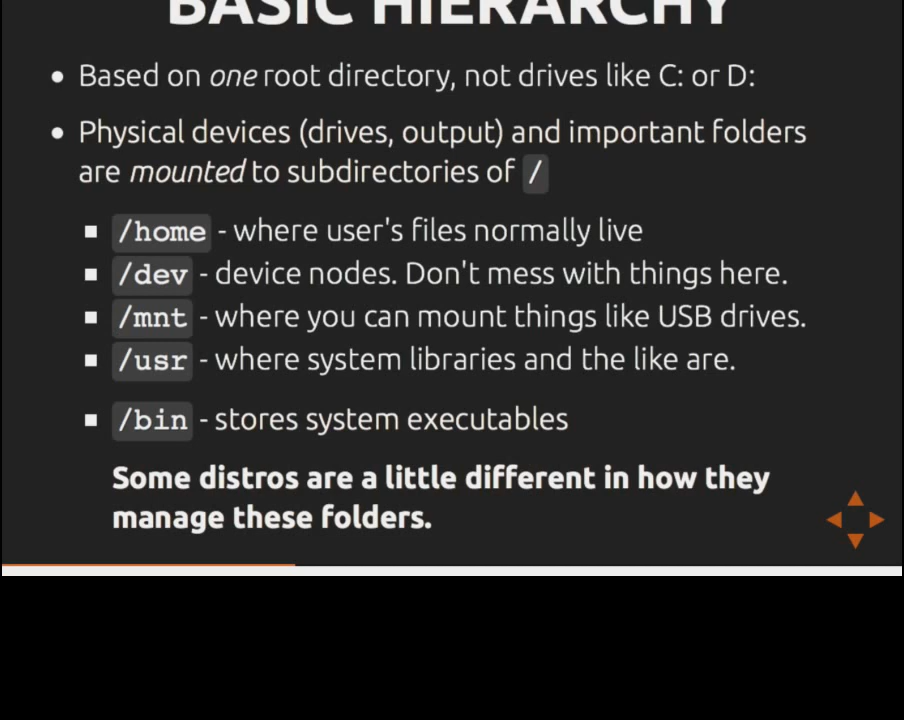 BASIC HIERARCHY
Based on one root directory, not drives like C: or D:
Physical devices (drives, output) and important folders
are mounted to subdirectories of /
/home - where user's files normally live
/dev - device nodes. Don't mess with things here.
/mnt - where you can mount things like USB drives.
/usr - where system libraries and the like are.
/bin - stores system executables
Some distros are a little different in how they
manage these folders.